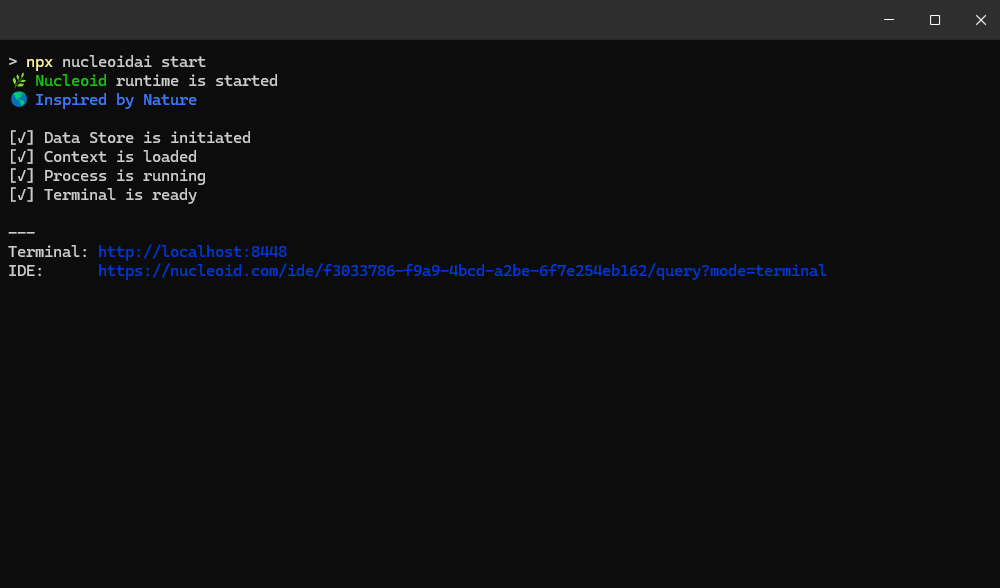 > npx nucleoidai start
🌿 Nucleoid runtime is started
🌎 Inspired by Nature
[✓] Data Store is initiated
[✓] Context is loaded
[✓] Process is running
[✓] Terminal is ready
———
Terminal: http://localhost:8448
IDE: https://nucleoid.com/ide/f3033786-f9a9-4bcd-a2be-6f7e254eb162/query?mode=terminal